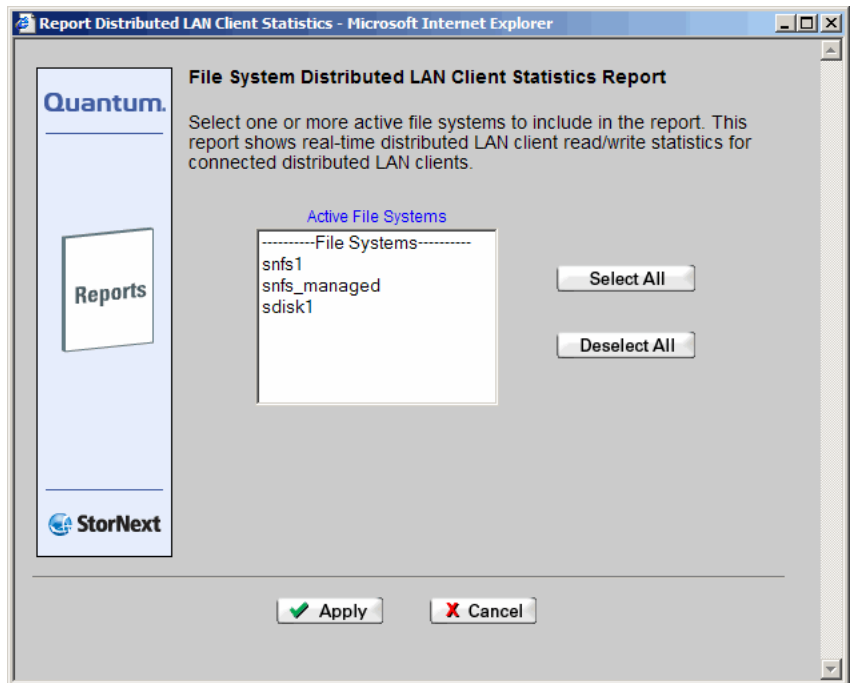 Report Distributed LAN Client Statistics - Microsoft Internet Explorer
Quantum.
Reports
StorNext
File System Distributed LAN Client Statistics Report
Select one or more active file systems to include in the report. This
report shows real-time distributed LAN client read/write statistics for
connected distributed LAN clients.
Active File Systems
----------File Systems----------
snfs1
snfs_managed
sdisk1
Select All
Deselect All
Apply
Cancel